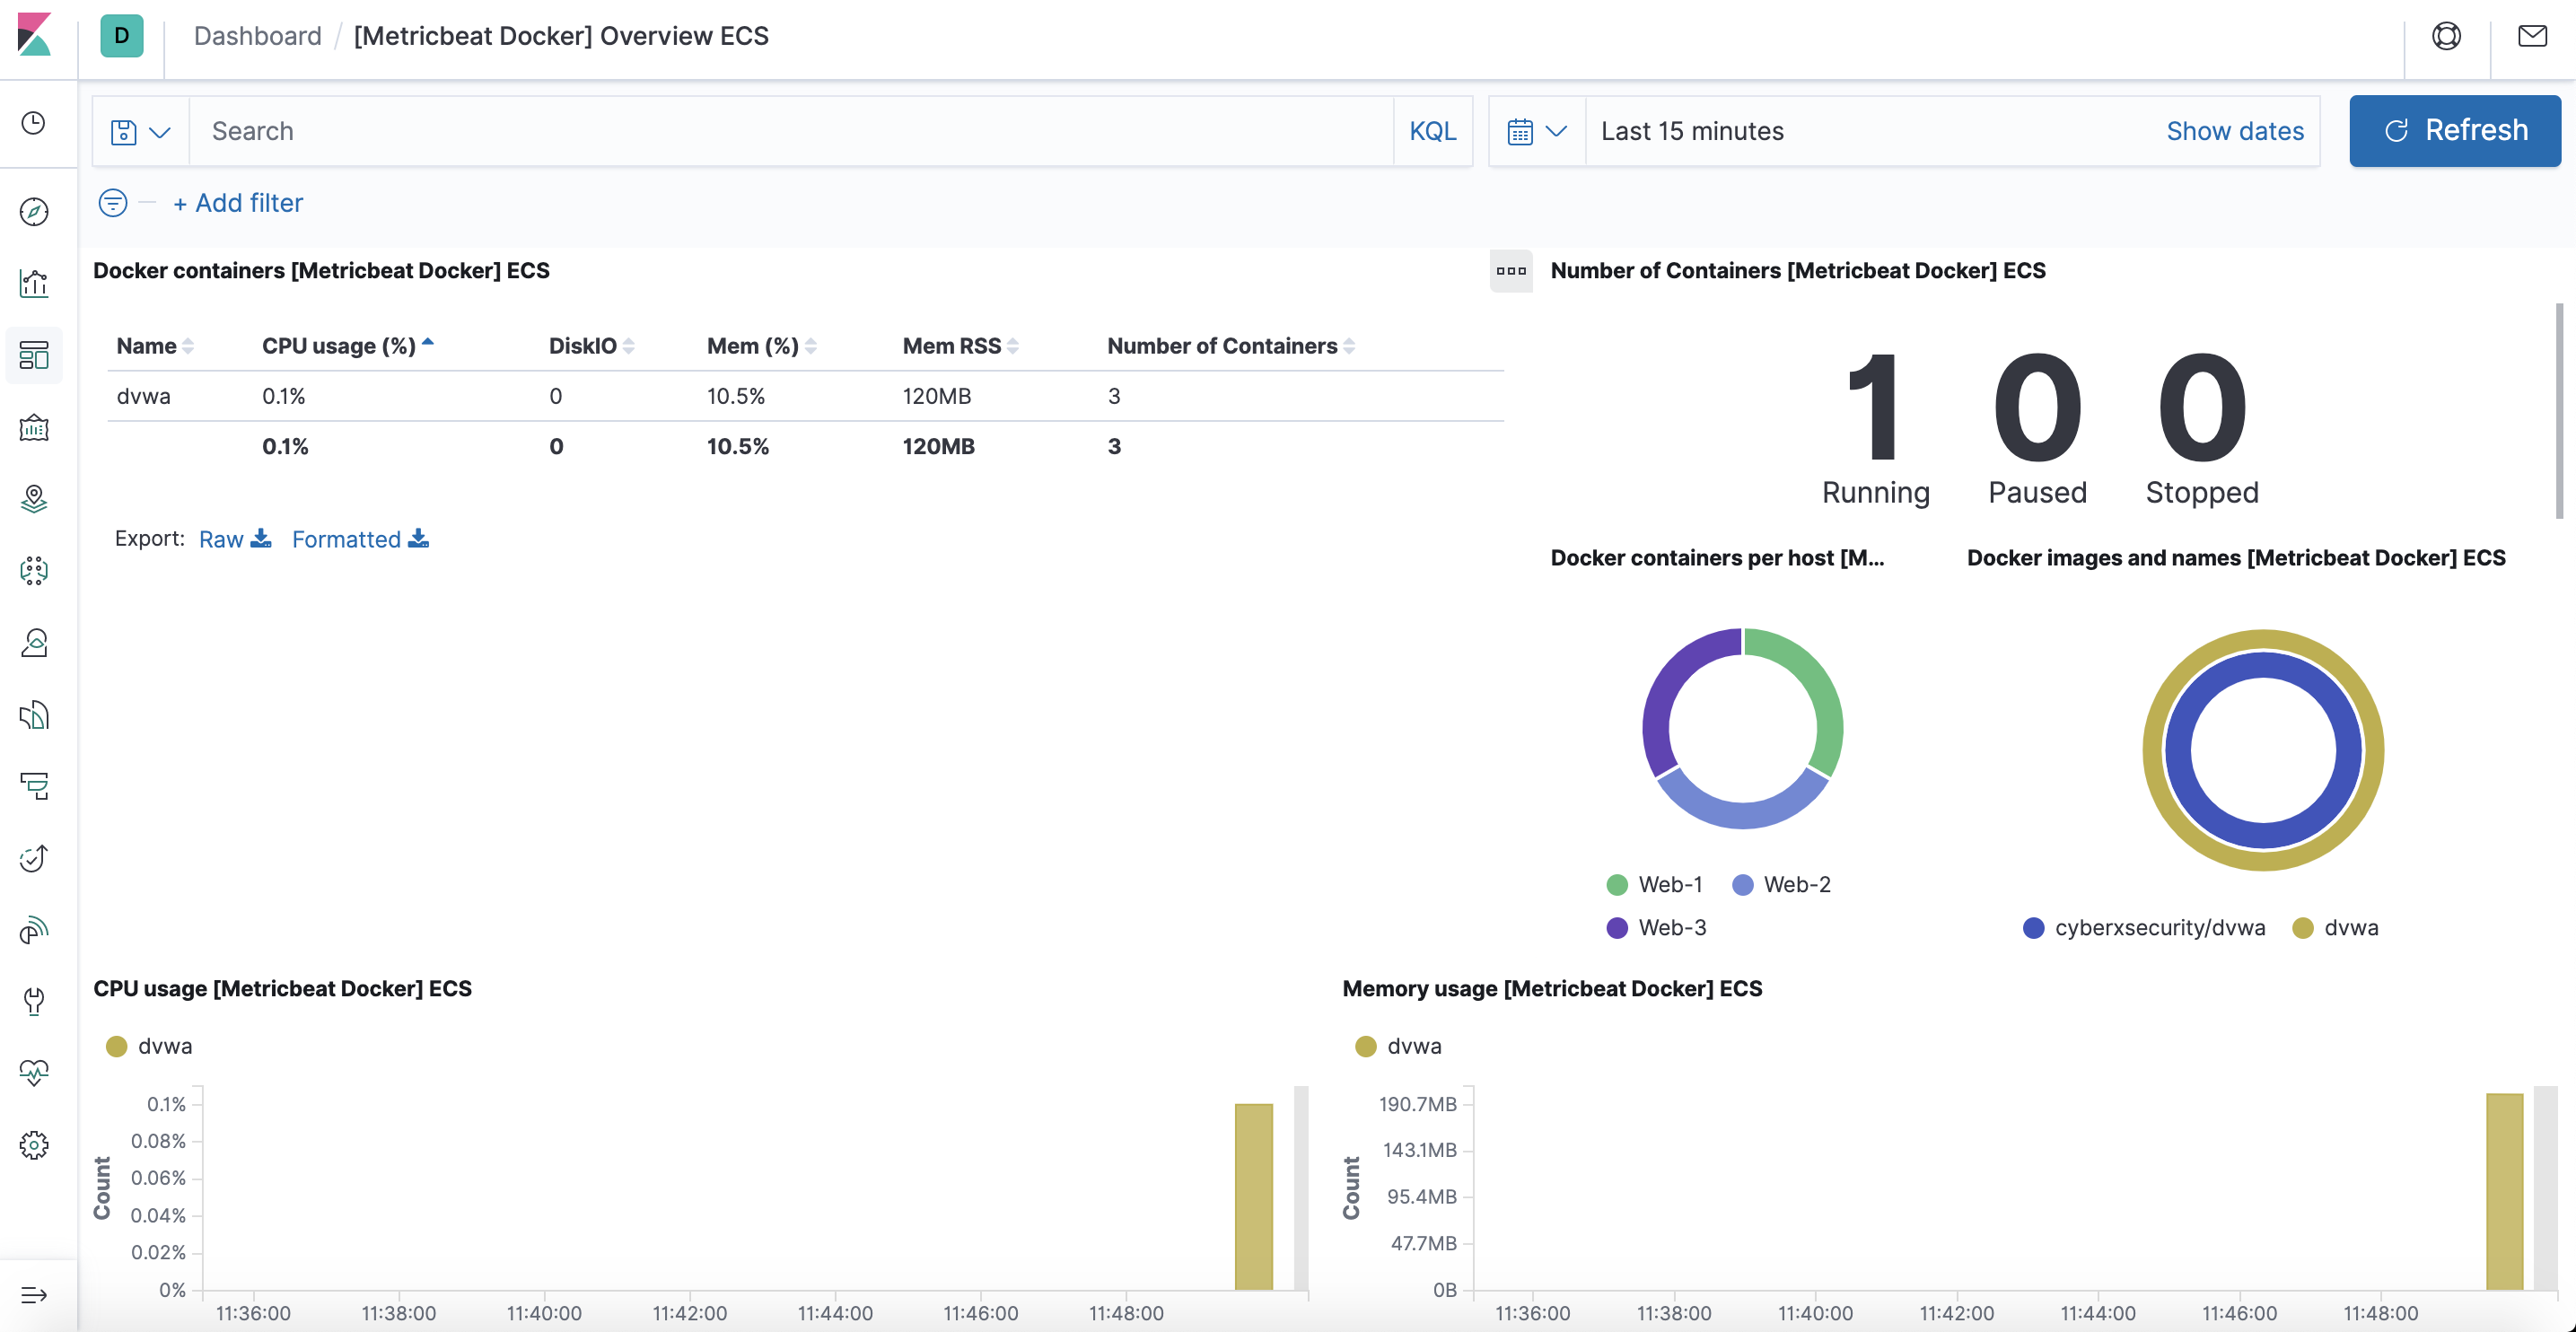 D Dashboard / [Metricbeat Docker] Overview ECS
Search KQL Last 15 minutes Show dates Refresh
+ Add filter
Docker containers [Metricbeat Docker] ECS
Name CPU usage (%) DiskIO Mem (%) Mem RSS Number of Containers
dvwa 0.1% 0 10.5% 120MB 3
0.1% 0 10.5% 120MB 3
Export: Raw Formatted
Number of Containers [Metricbeat Docker] ECS
1 0 0
Running Paused Stopped
Docker containers per host [M...
Web-1 Web-2
Web-3
Docker images and names [Metricbeat Docker] ECS
cyberxsecurity/dvwa dvwa
CPU usage [Metricbeat Docker] ECS
dvwa
Count
0.1%
0.08%
0.06%
0.04%
0.02%
0%
11:36:00 11:38:00 11:40:00 11:42:00 11:44:00 11:46:00 11:48:00
Memory usage [Metricbeat Docker] ECS
dvwa
Count
190.7MB
143.1MB
95.4MB
47.7MB
0B
11:36:00 11:38:00 11:40:00 11:42:00 11:44:00 11:46:00 11:48:00